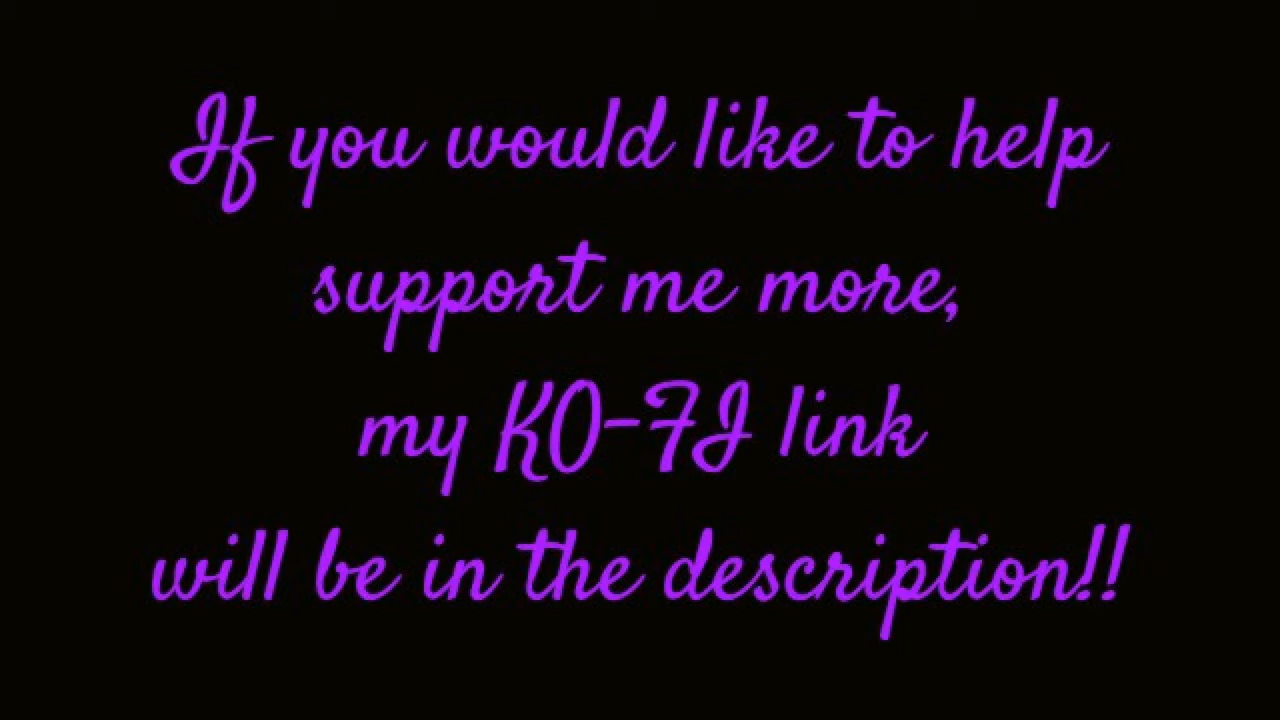 If you would like to help
support me more,
my KO-FI link
will be in the description!!